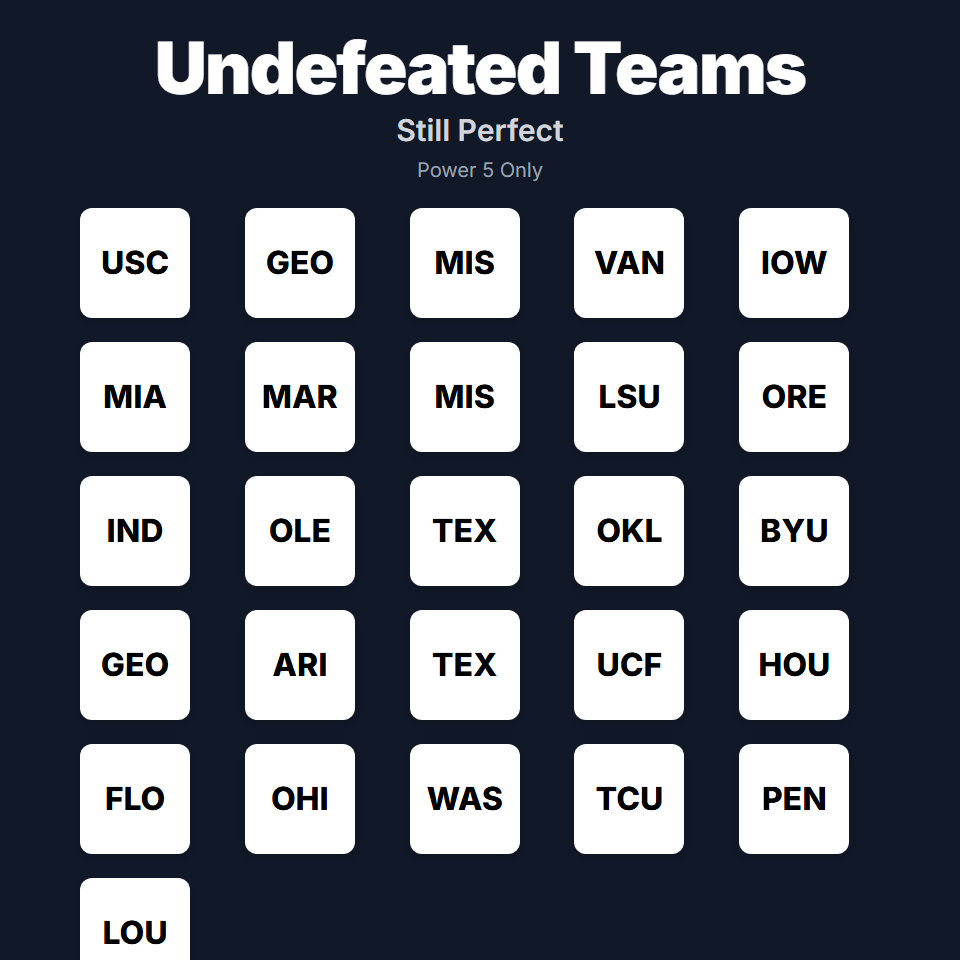 Undefeated Teams
Still Perfect
Power 5 Only
USC GEO MIS VAN IOW
MIA MAR MIS LSU ORE
IND OLE TEX OKL BYU
GEO ARI TEX UCF HOU
FLO OHI WAS TCU PEN
LOU